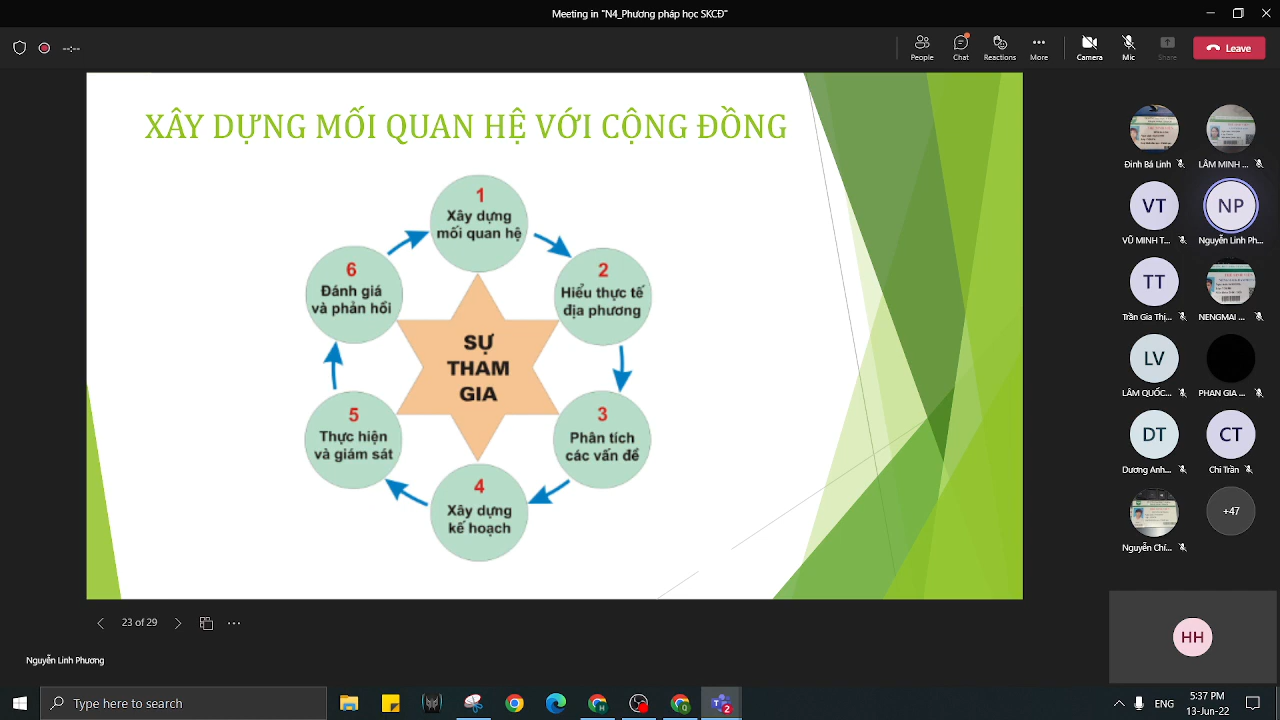 Meeting in "N4_Phương pháp học SKCĐ"
--:--
People
Chat
Reactions
More
Camera
Mic
Share
Leave
XÂY DỰNG MỐI QUAN HỆ VỚI CỘNG ĐỒNG
1
Xây dựng
mối quan hệ
2
Hiểu thực tế
địa phương
3
Phân tích
các vấn đề
4
Xây dựng
kế hoạch
5
Thực hiện
và giám sát
6
Đánh giá
và phản hồi
SỰ
THAM
GIA
Đinh Bá Linh
LÂM MINH ...
VT
VŨ MINH T...
NP
Nguyễn Linh Ph...
TT
Trần Gia Thị...
NENGMAI ...
LV
LÂM QUỐC...
PHAN GIA ...
DT
Dương Anh...
CT
Chi Trần
Nguyễn Chí...
+47
HH
23 of 29
Nguyễn Linh Phương
Type here to search
2
5:37 PM
13-Jun-22